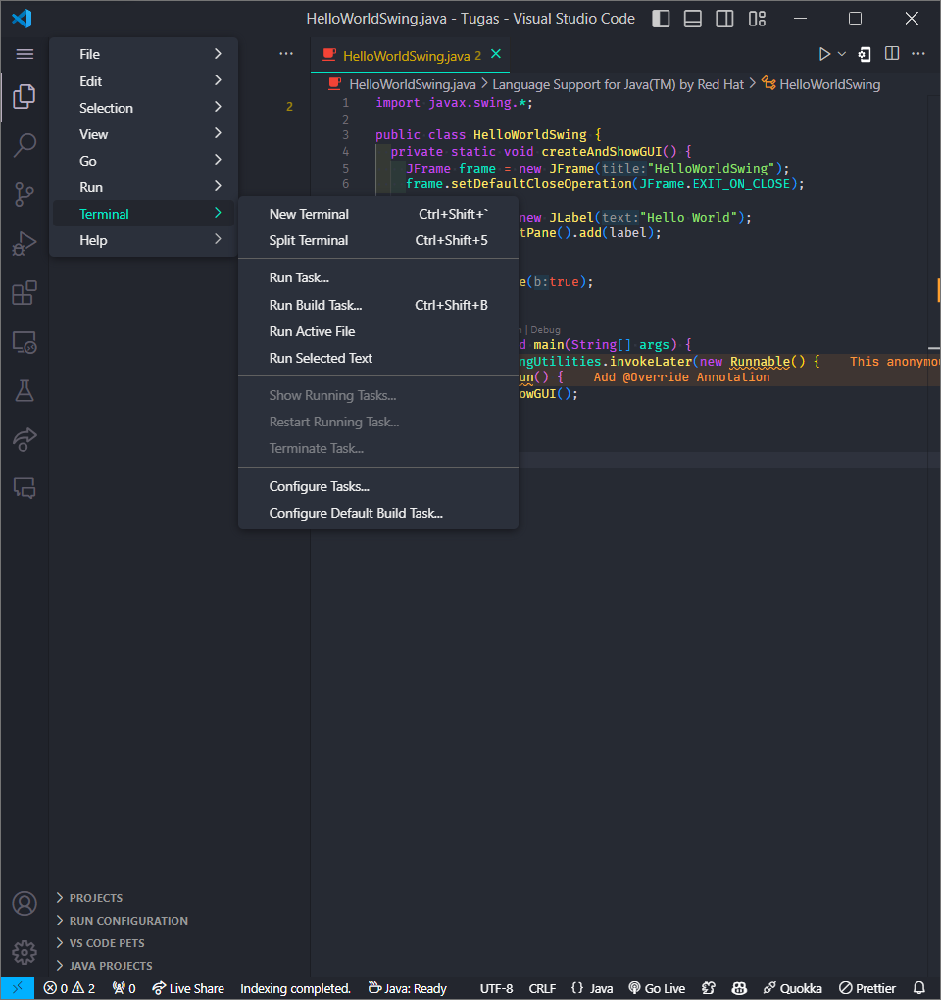 HelloWorldSwing.java - Tugas - Visual Studio Code
File
Edit
Selection
View
Go
Run
Terminal
Help
New Terminal Ctrl+Shift+`
Split Terminal Ctrl+Shift+5
Run Task...
Run Build Task... Ctrl+Shift+B
Run Active File
Run Selected Text
Show Running Tasks...
Restart Running Task...
Terminate Task...
Configure Tasks...
Configure Default Build Task...
2
HelloWorldSwing.java 2
HelloWorldSwing.java > Language Support for Java(TM) by Red Hat > HelloWorldSwing
1 import javax.swing.*;
2
3 public class HelloWorldSwing {
4 private static void createAndShowGUI() {
5 JFrame frame = new JFrame(title:"HelloWorldSwing");
6 frame.setDefaultCloseOperation(JFrame.EXIT_ON_CLOSE);
new JLabel(text:"Hello World");
tPane().add(label);
e(b:true);
| Debug
d main(String[] args) {
ngUtilities.invokeLater(new Runnable() { This anonymo
un() { Add @Override Annotation
owGUI();
PROJECTS
RUN CONFIGURATION
VS CODE PETS
JAVA PROJECTS
0 2 0 Live Share Indexing completed. Java: Ready UTF-8 CRLF {} Java Go Live Quokka Prettier